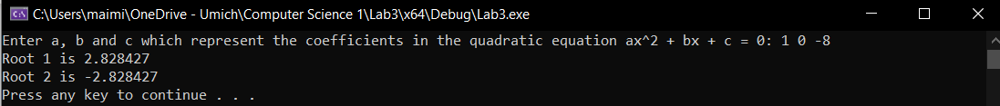 C:\Users\maimi\OneDrive - Umich\Computer Science 1\Lab3\x64\Debug\Lab3.exe
Enter a, b and c which represent the coefficients in the quadratic equation ax^2 + bx + c = 0: 1 0 -8
Root 1 is 2.828427
Root 2 is -2.828427
Press any key to continue . . .